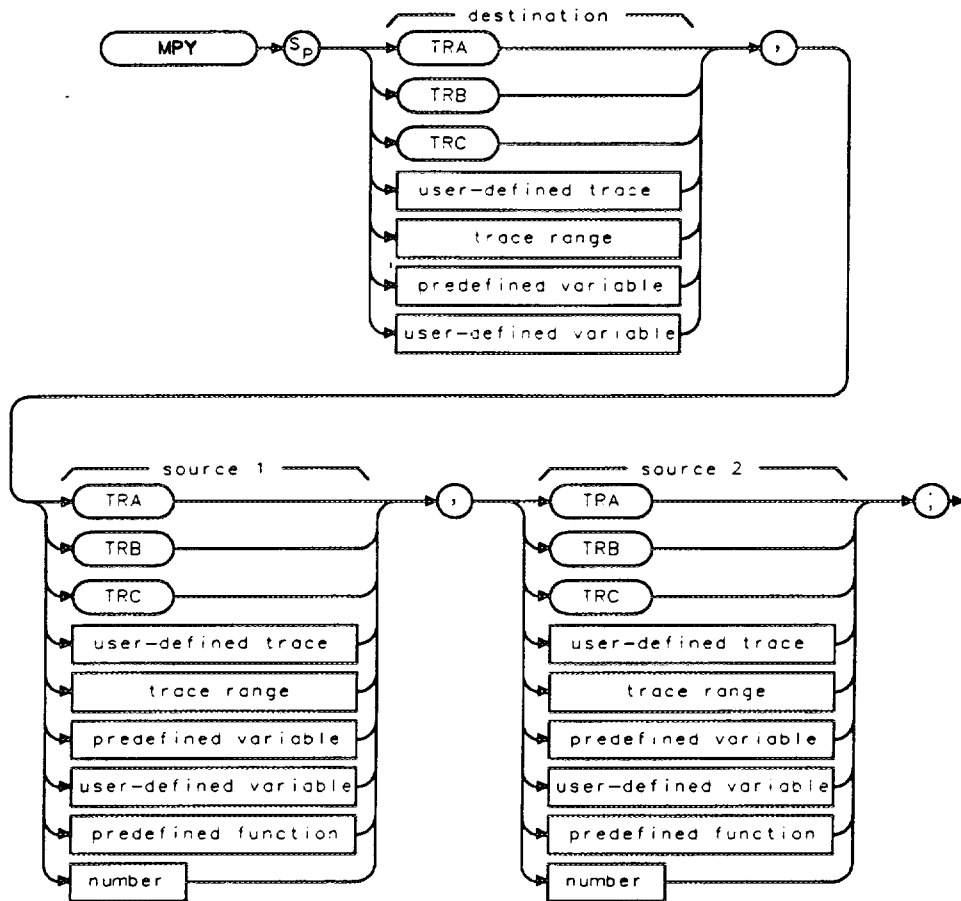 destination
MPY
Sp
TRA
,
TRB
TRC
user-defined trace
trace range
predefined variable
user-defined variable
source 1
TRA
,
TRB
TRC
user-defined trace
trace range
predefined variable
user-defined variable
predefined function
number
source 2
TRA
;
TRB
TRC
user-defined trace
trace range
predefined variable
user-defined variable
predefined function
number